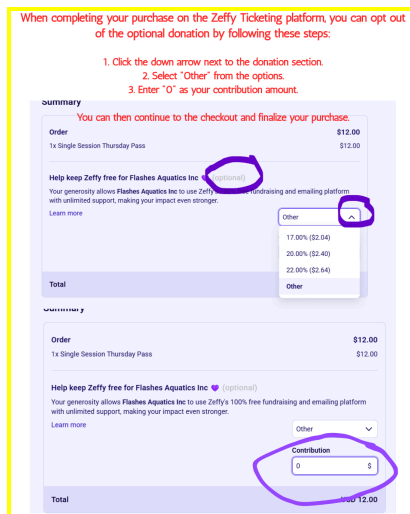 When completing your purchase on the Zeffy Ticketing platform, you can opt out
of the optional donation by following these steps:
1. Click the down arrow next to the donation section.
2. Select "Other" from the options.
3. Enter "0" as your contribution amount.
Summary
You can then continue to the checkout and finalize your purchase.
Order $12.00
1x Single Session Thursday Pass $12.00
Help keep Zeffy free for Flashes Aquatics Inc 💜 (optional)
Your generosity allows Flashes Aquatics Inc to use Zeffy's free fundraising and emailing platform
with unlimited support, making your impact even stronger.
Learn more
Other
17.00% ($2.04)
20.00% ($2.40)
22.00% ($2.64)
Other
Total
Summary
Order $12.00
1x Single Session Thursday Pass $12.00
Help keep Zeffy free for Flashes Aquatics Inc 💜 (optional)
Your generosity allows Flashes Aquatics Inc to use Zeffy's 100% free fundraising and emailing platform
with unlimited support, making your impact even stronger.
Learn more
Other
Contribution
0 $
Total USD 12.00